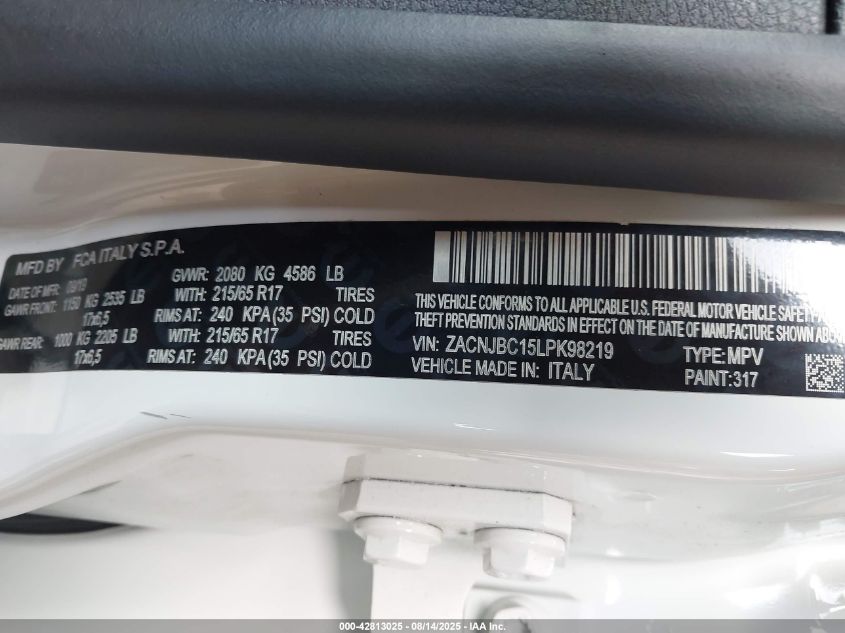 MFD BY FCA ITALY S.P.A.
DATE OF MFR 09/19 GVWR: 2080 KG 4586 LB
GAWR FRONT: 1150 KG 2535 LB WITH: 215/65 R17 TIRES
17x6,5 RIMS AT: 240 KPA (35 PSI) COLD
GAWR REAR: 1000 KG 2205 LB WITH: 215/65 R17 TIRES
17x6,5 RIMS AT: 240 KPA (35 PSI) COLD
THIS VEHICLE CONFORMS TO ALL APPLICABLE U.S. FEDERAL MOTOR VEHICLE SAFETY
THEFT PREVENTION STANDARDS IN EFFECT ON THE DATE OF MANUFACTURE SHOWN
VIN: ZACNJBC15LPK98219 TYPE: MPV
VEHICLE MADE IN: ITALY PAINT:317
000-42813025 - 08/14/2025 - IAA Inc.